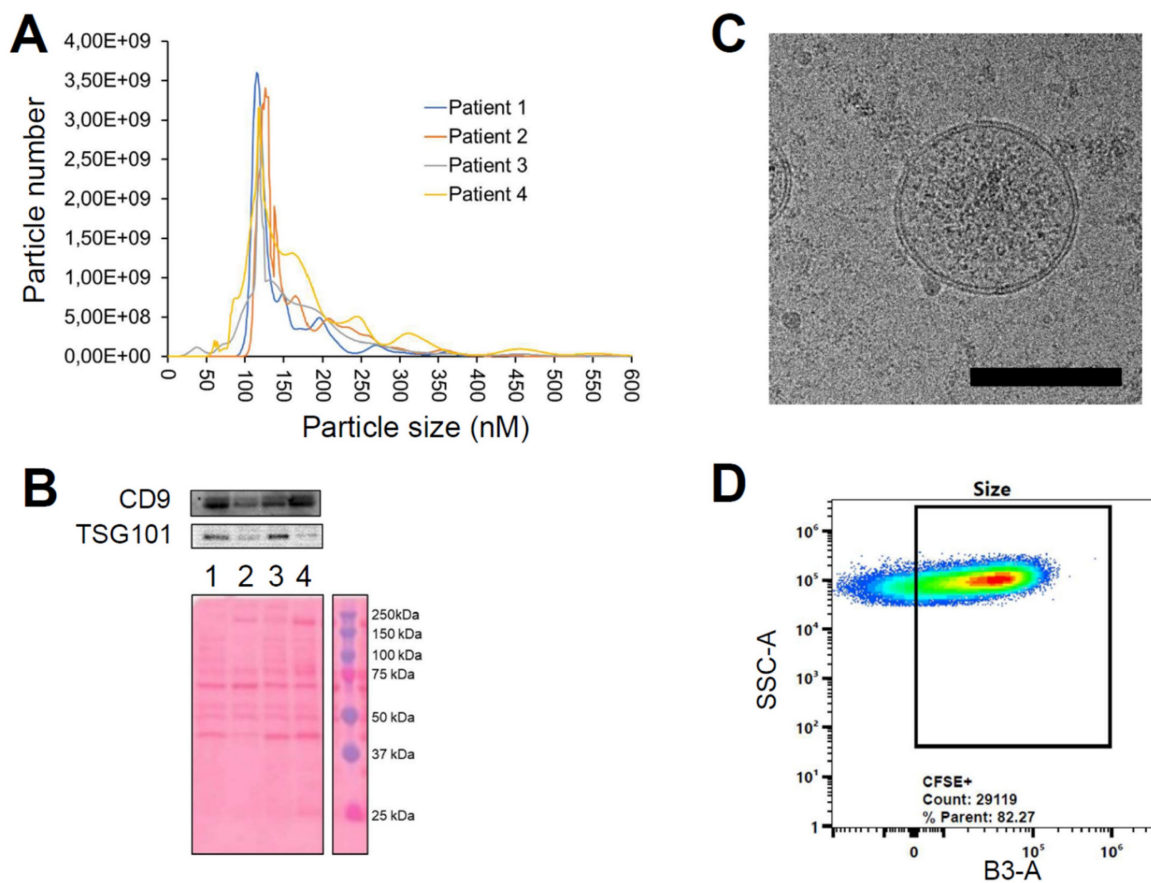 A
4,00E+09
3,50E+09
3,00E+09
2,50E+09
2,00E+09
1,50E+09
1,00E+09
5,00E+08
0,00E+00
Particle number
Patient 1
Patient 2
Patient 3
Patient 4
0 50 100 150 200 250 300 350 400 450 500 550 600
Particle size (nM)
B
CD9
TSG101
1 2 3 4
250kDa
150 kDa
100 kDa
75 kDa
50 kDa
37 kDa
25 kDa
C
D
Size
10⁶
10⁵
10⁴
10³
10²
10¹
1
SSC-A
CFSE+
Count: 29119
% Parent: 82.27
0 10⁵ 10⁶
B3-A